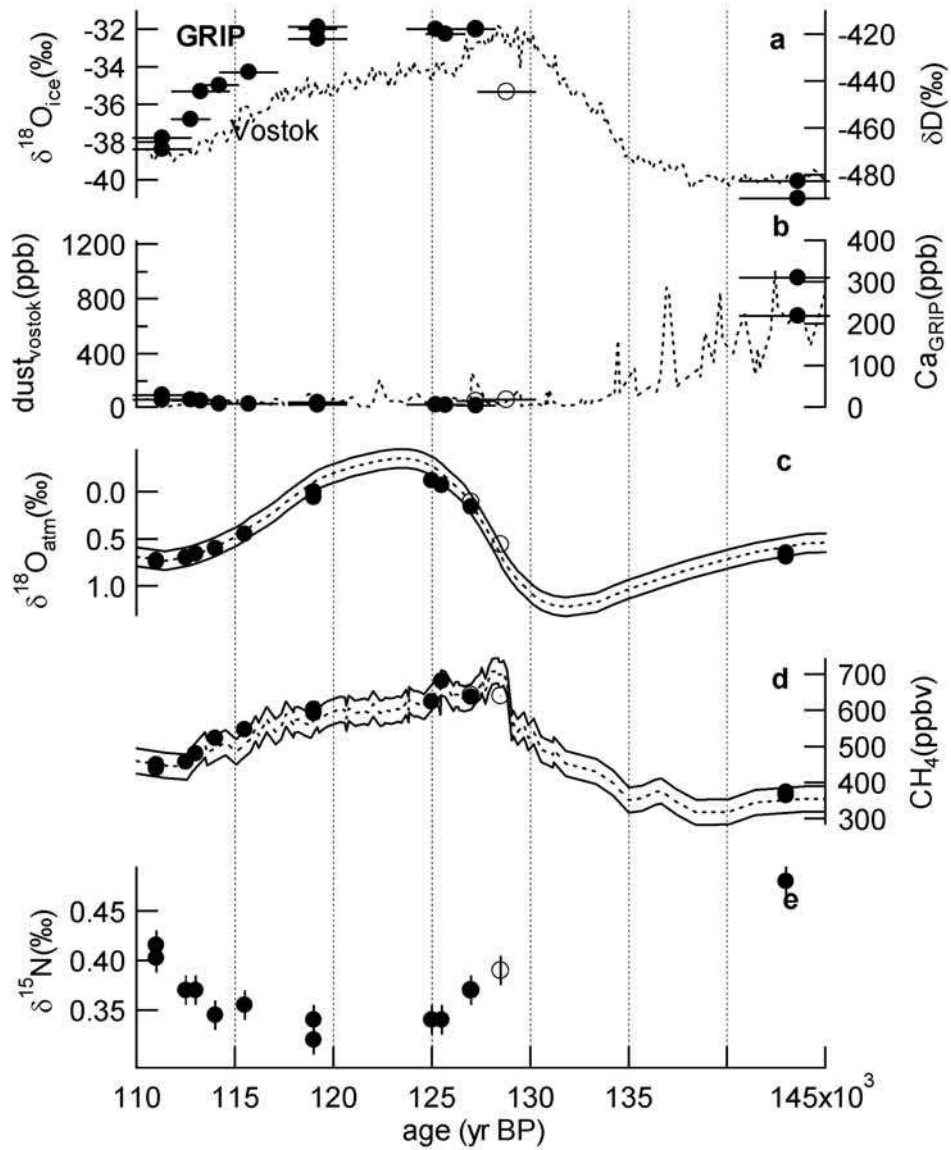 GRIP
a
-32
-34
-36
-38
-40
δ18Oice(‰)
Vostok
-420
-440
-460
-480
δD(‰)
b
1200
800
400
0
dustvostok(ppb)
400
300
200
100
0
CaGRIP(ppb)
c
0.0
0.5
1.0
δ18Oatm(‰)
d
700
600
500
400
300
CH4(ppbv)
e
0.45
0.40
0.35
δ15N(‰)
110 115 120 125 130 135 145x10³
age (yr BP)